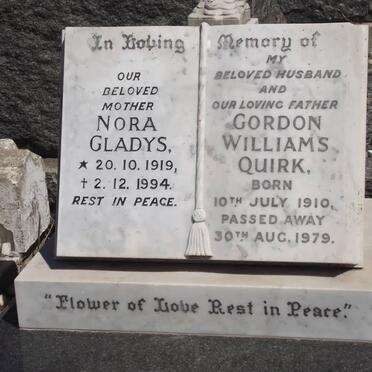 In Loving Memory of
OUR
BELOVED
MOTHER
NORA
GLADYS,
★ 20. 10. 1919,
† 2. 12. 1994.
REST IN PEACE.
MY
BELOVED HUSBAND
AND
OUR LOVING FATHER
GORDON
WILLIAMS
QUIRK,
BORN
10TH JULY 1910,
PASSED AWAY
30TH AUG. 1979.
"Flower of Love Rest in Peace."